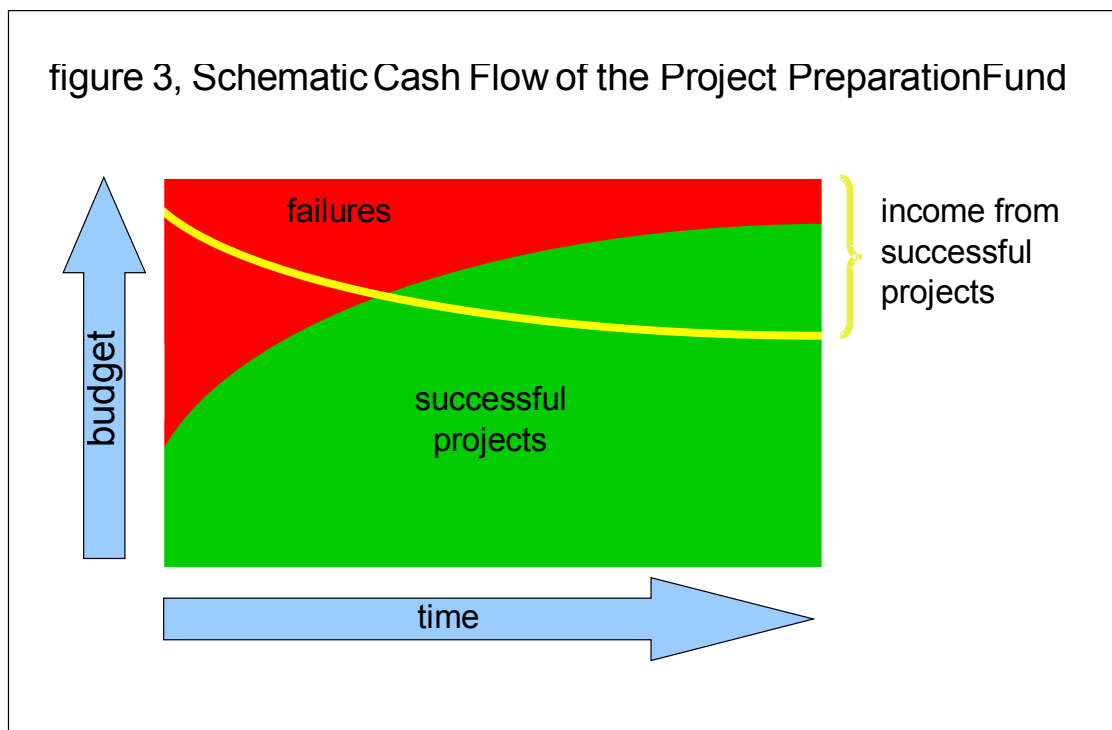 figure 3, Schematic Cash Flow of the Project PreparationFund
failures
income from
successful
projects
budget
successful
projects
time